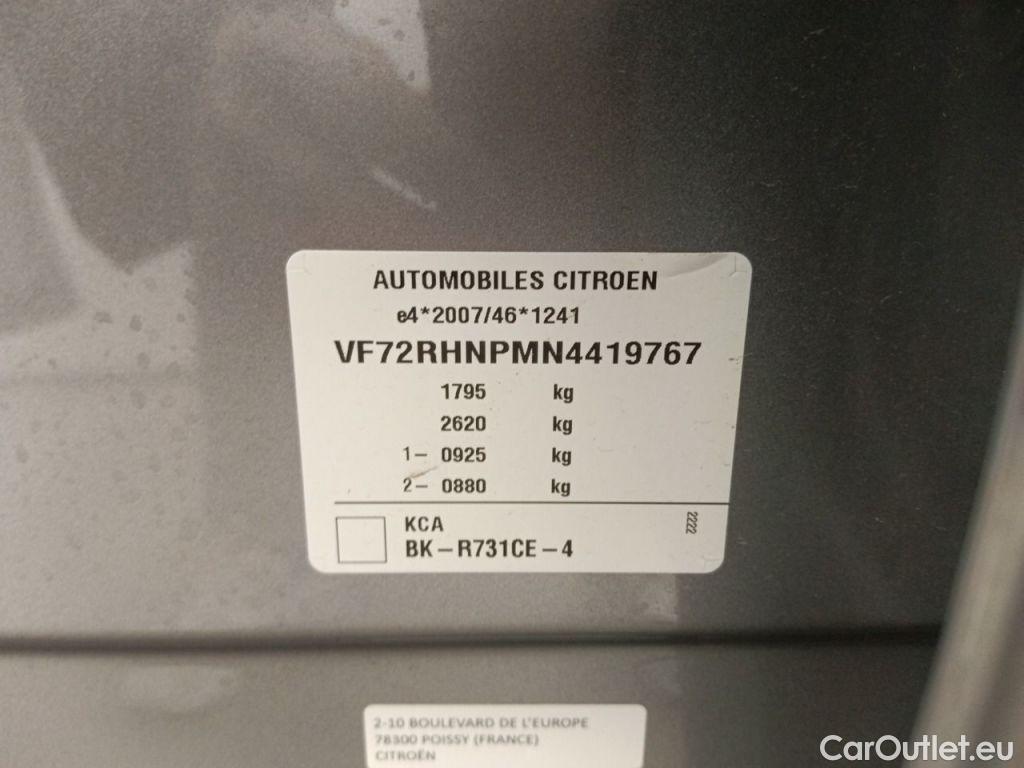 AUTOMOBILES CITROEN
e4*2007/46*1241
VF72RHNPMN4419767
1795 kg
2620 kg
1– 0925 kg
2– 0880 kg
KCA
BK–R731CE–4
2222
2-10 BOULEVARD DE L'EUROPE
78300 POISSY (FRANCE)
CITROËN
CarOutlet.eu